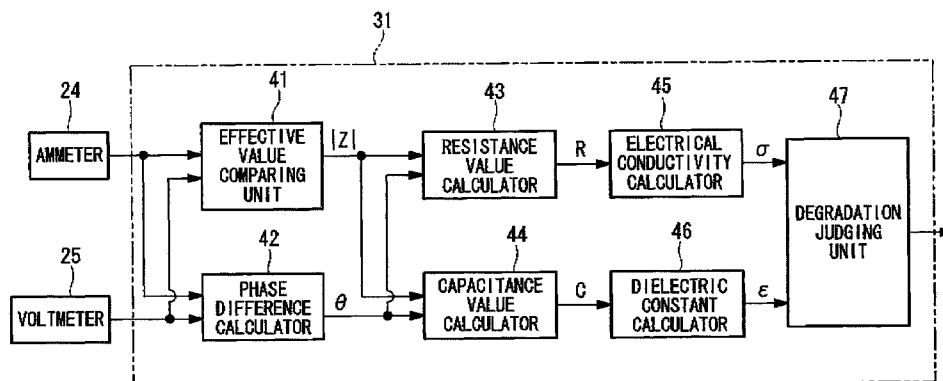 31
24
AMMETER
41
EFFECTIVE
VALUE
COMPARING
UNIT
|Z|
43
RESISTANCE
VALUE
CALCULATOR
R
45
ELECTRICAL
CONDUCTIVITY
CALCULATOR
σ
47
DEGRADATION
JUDGING
UNIT
25
VOLTMETER
42
PHASE
DIFFERENCE
CALCULATOR
θ
44
CAPACITANCE
VALUE
CALCULATOR
C
46
DIELECTRIC
CONSTANT
CALCULATOR
ε